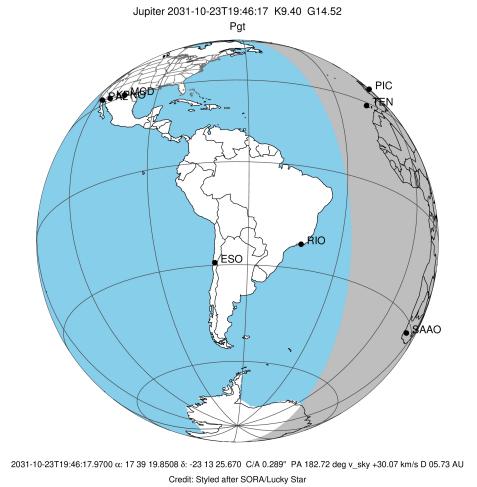 Jupiter 2031-10-23T19:46:17 K9.40 G14.52
Pgt
PIC
TEN
MCD
RIO
ESO
SAAO
2031-10-23T19:46:17.9700 α: 17 39 19.8508 δ: -23 13 25.670 C/A 0.289" PA 182.72 deg v_sky +30.07 km/s D 05.73 AU
Credit: Styled after SORA/Lucky Star